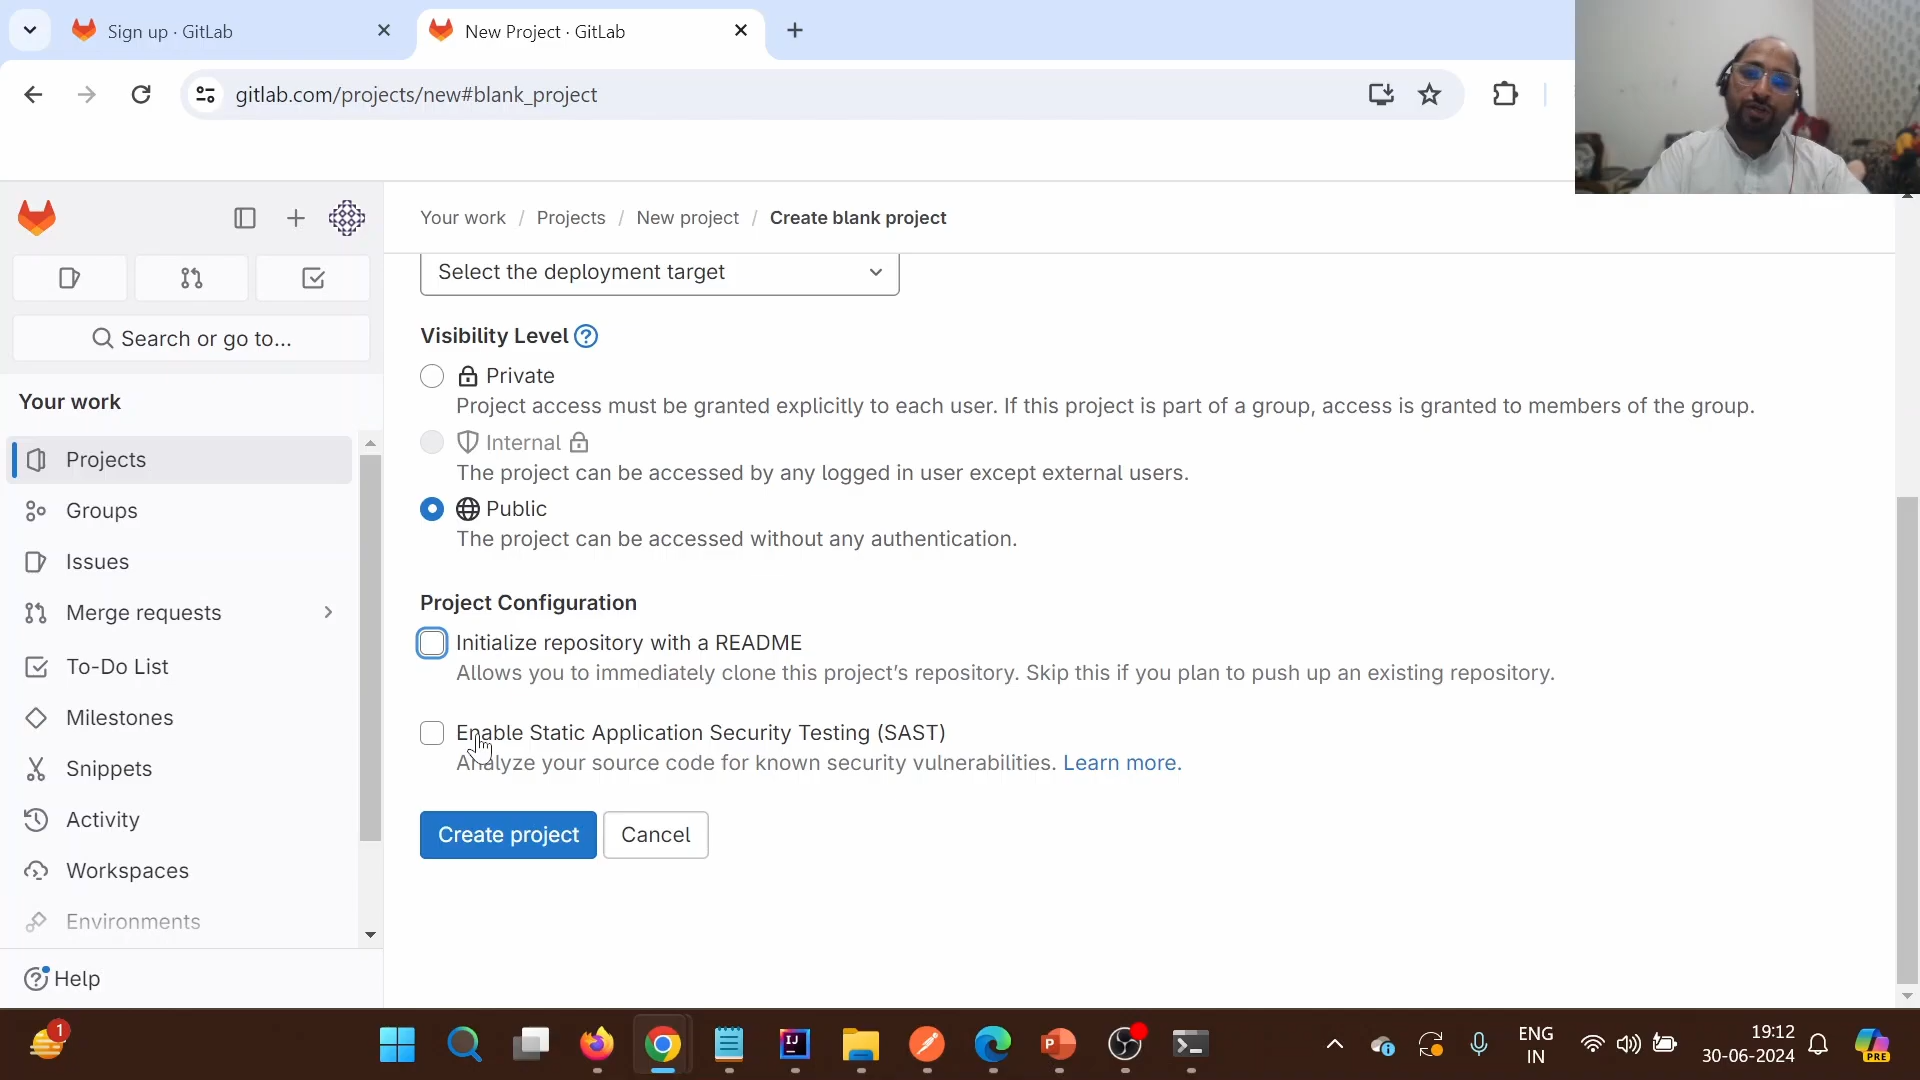 Sign up · GitLab
New Project · GitLab
gitlab.com/projects/new#blank_project
Your work / Projects / New project / Create blank project
Search or go to...
Your work
Projects
Groups
Issues
Merge requests
To-Do List
Milestones
Snippets
Activity
Workspaces
Environments
Help
Select the deployment target
Visibility Level
Private
Project access must be granted explicitly to each user. If this project is part of a group, access is granted to members of the group.
Internal
The project can be accessed by any logged in user except external users.
Public
The project can be accessed without any authentication.
Project Configuration
Initialize repository with a README
Allows you to immediately clone this project's repository. Skip this if you plan to push up an existing repository.
Enable Static Application Security Testing (SAST)
Analyze your source code for known security vulnerabilities. Learn more.
Create project
Cancel
1
IJ
P
ENG
IN
19:12
30-06-2024
PRE